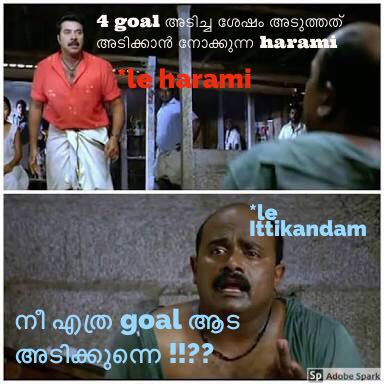 4 goal അടിച്ച ശേഷം അടുത്തത്
അടിക്കാൻ നോക്കുന്ന harami
*le harami
*le
Ittikandam
നീ എത്ര goal ആട
അടിക്കുന്നെ !!??
Sp Adobe Spark